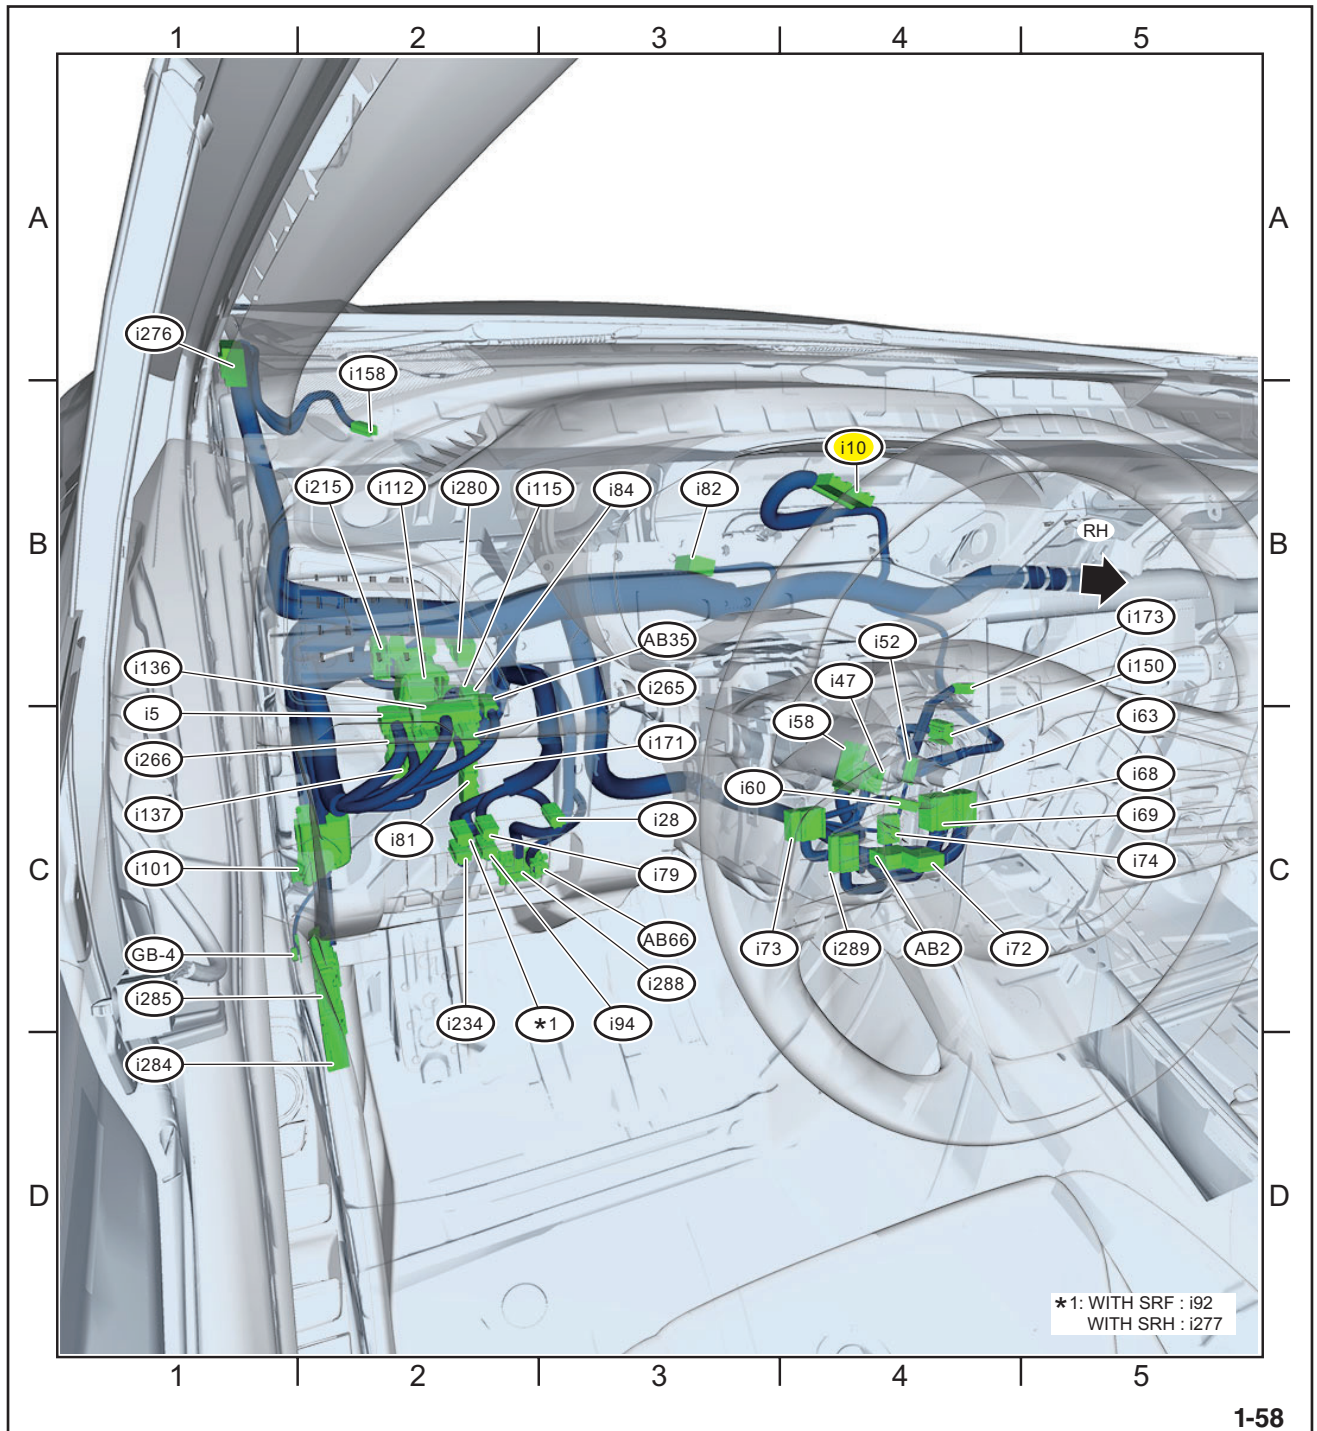 1 2 3 4 5
A A
i276
i158
i10
i215 i112 i280 i115 i84 i82
RH
B B
i173
AB35
i52
i136
i150
i47
i265
i5
i63
i58
i171
i266
i68
i60
i137
i69
i28
i81
i74
C C
i101
i79
AB66
i73 i289 AB2 i72
GB-4
i288
i285
i234 *1 i94
i284
D D
*1: WITH SRF : i92
WITH SRH : i277
1 2 3 4 5
1-58